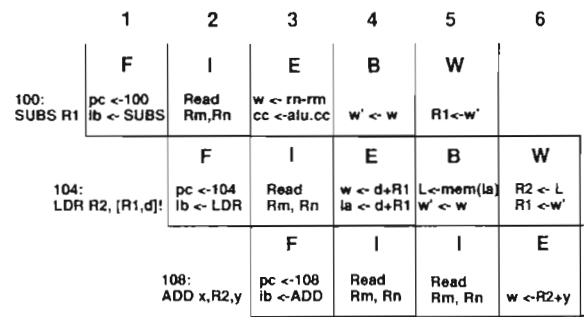 1 2 3 4 5 6
F I E B W
100: pc <-100 Read w <- rn-rm
SUBS R1 ib <- SUBS Rm,Rn cc <-alu.cc w' <- w R1<-w'
F I E B W
104: pc <-104 Read w <- d+R1 L<-mem(la) R2 <- L
LDR R2, [R1,d]! ib <- LDR Rm, Rn la <- d+R1 w' <- w R1 <-w'
F I I E
108: pc <-108 Read Read
ADD x,R2,y ib <-ADD Rm, Rn Rm, Rn w <-R2+y